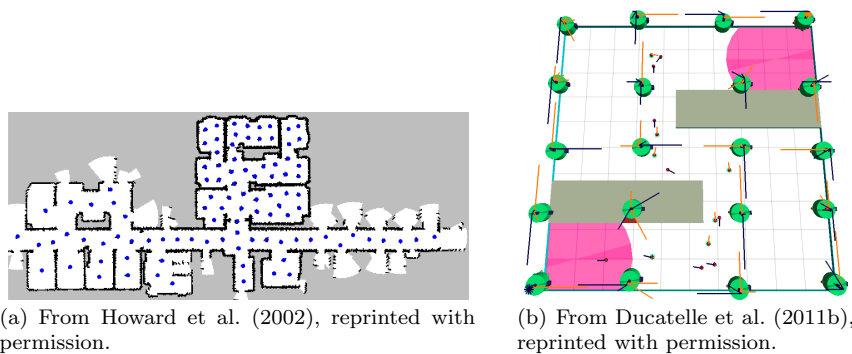 (a) From Howard et al. (2002), reprinted with
permission.
(b) From Ducatelle et al. (2011b),
reprinted with permission.